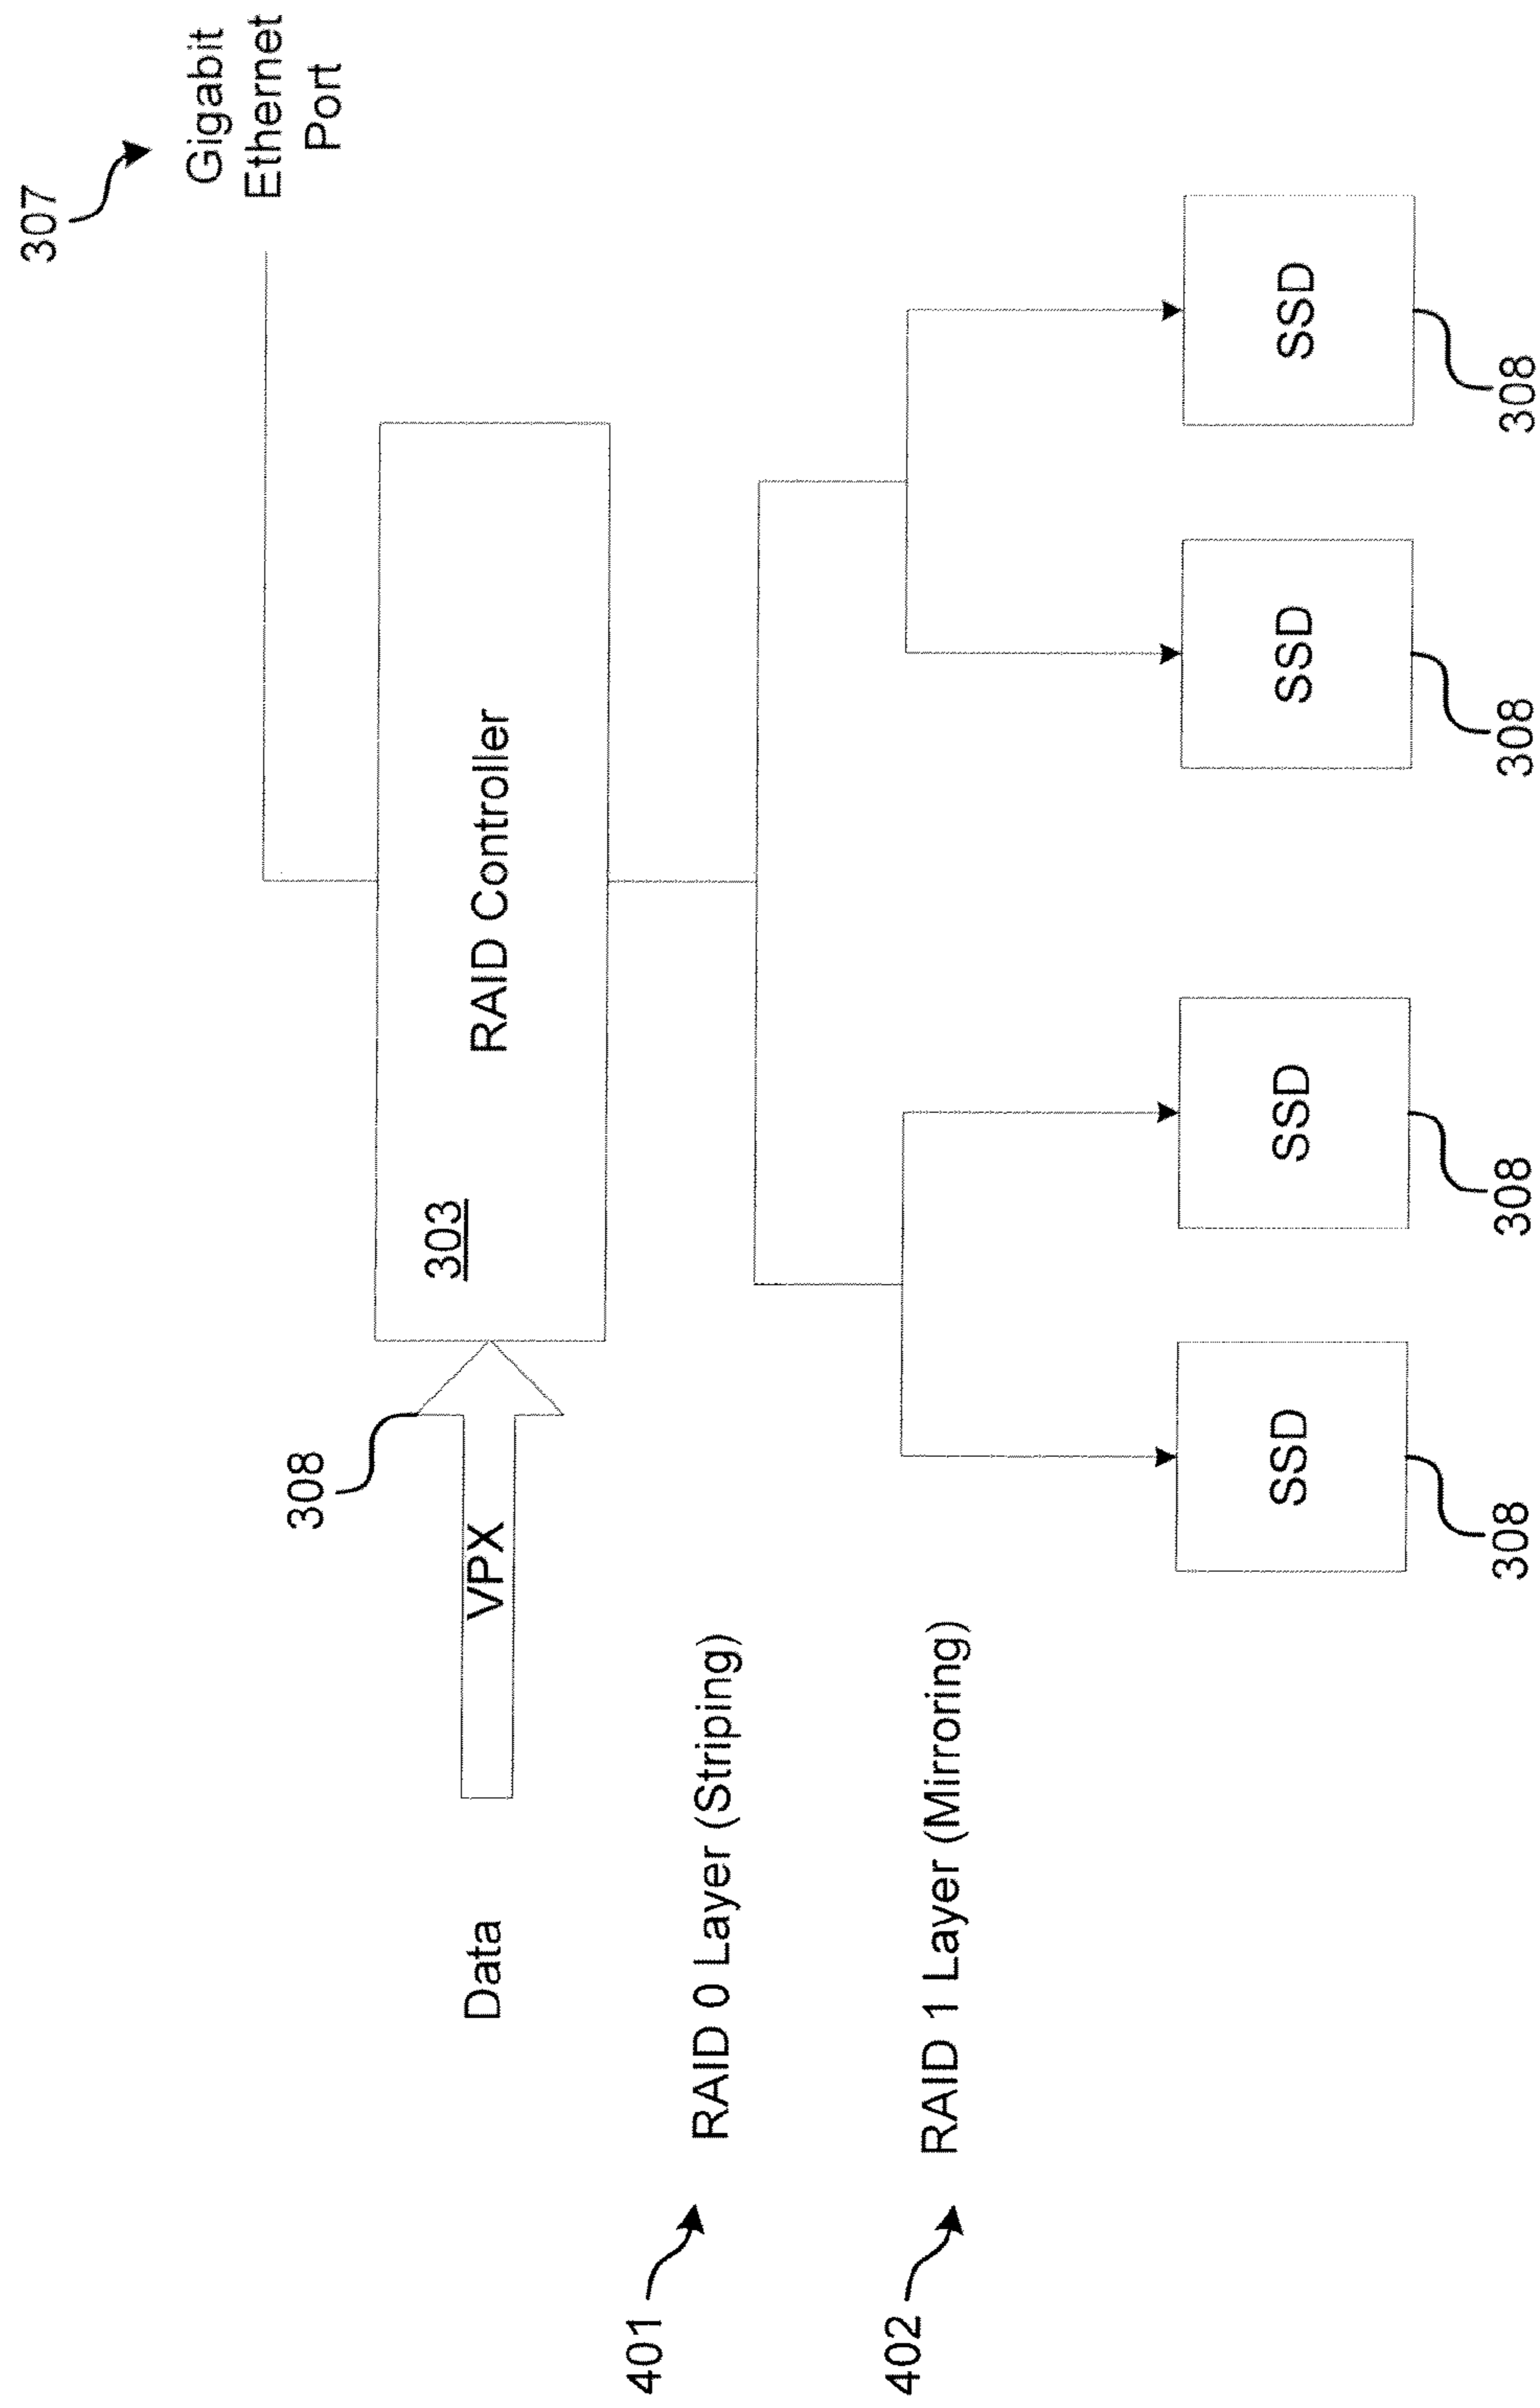 307
Gigabit
Ethernet
Port
308
Data
VPX
303
RAID Controller
401
RAID 0 Layer (Striping)
402
RAID 1 Layer (Mirroring)
SSD
SSD
SSD
SSD
308
308
308
308